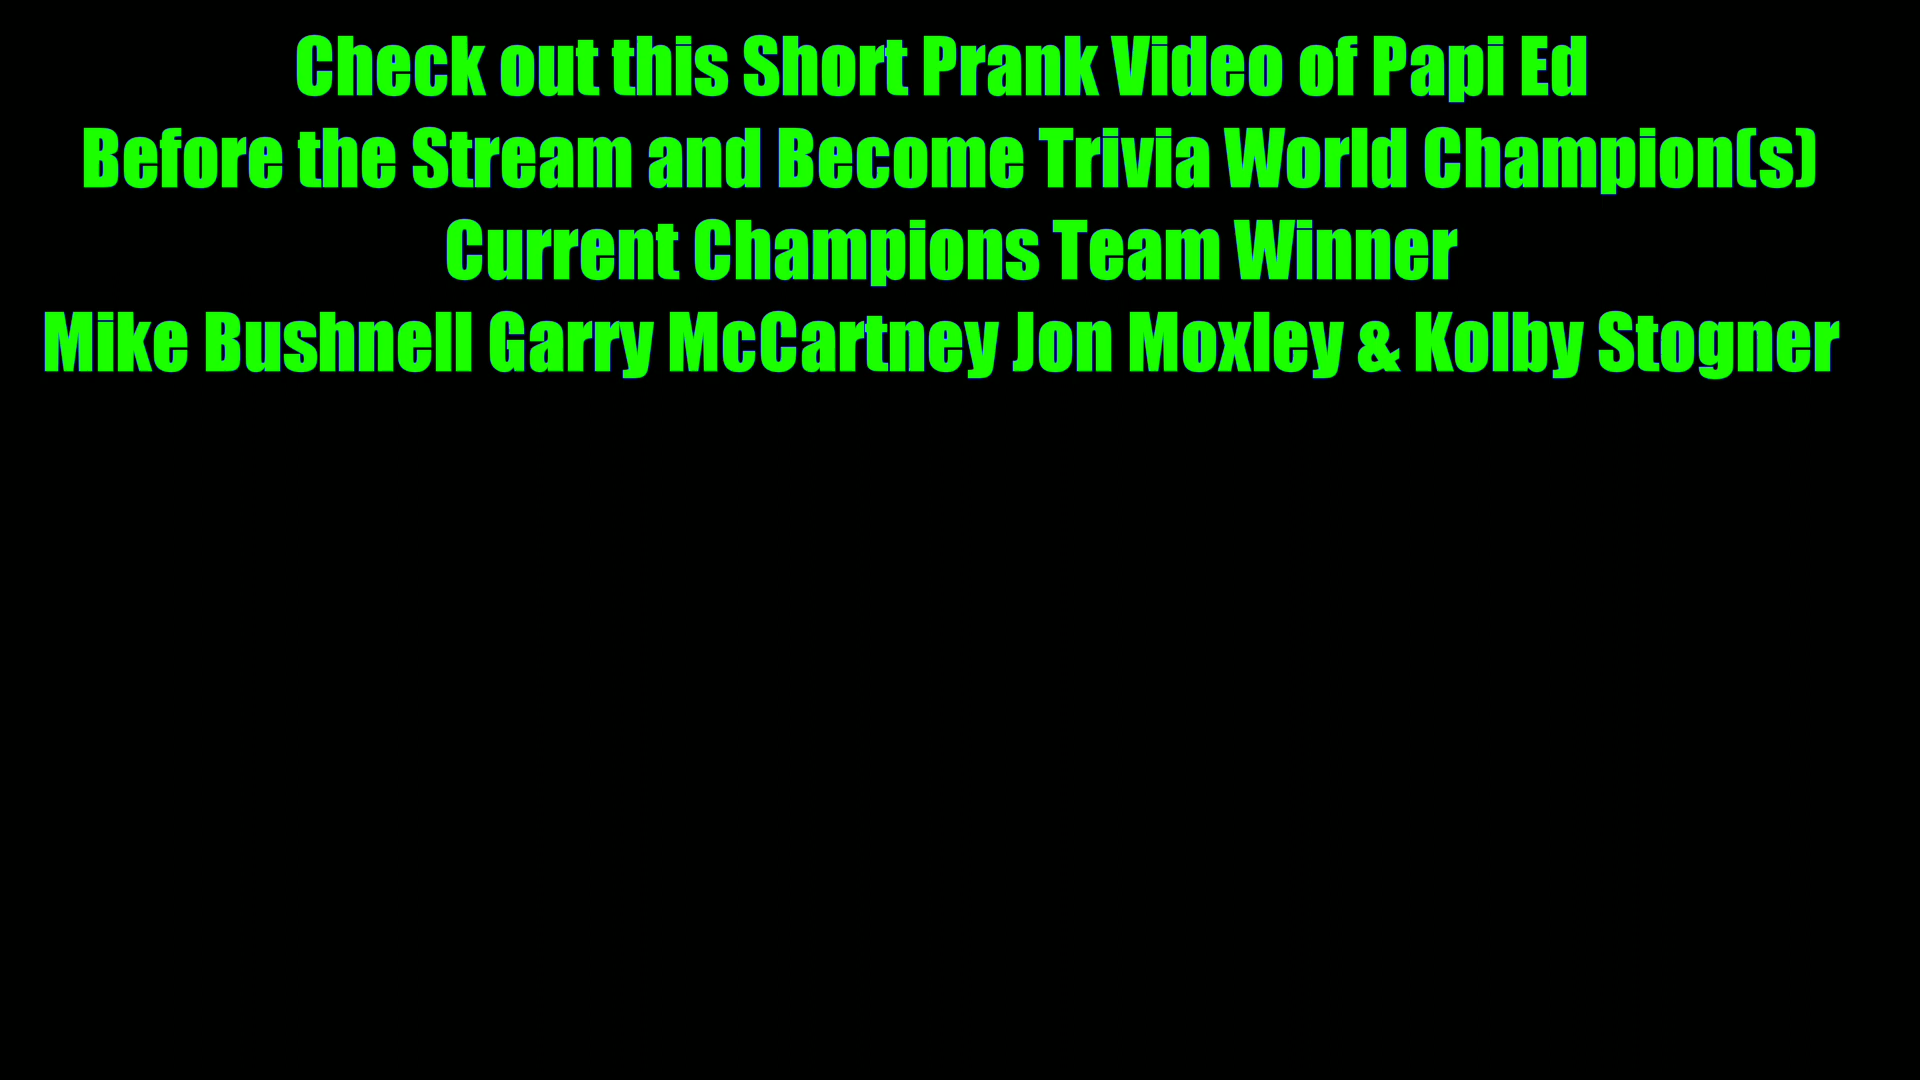 Check out this Short Prank Video of Papi Ed
Before the Stream and Become Trivia World Champion(s)
Current Champions Team Winner
Mike Bushnell Garry McCartney Jon Moxley & Kolby Stogner